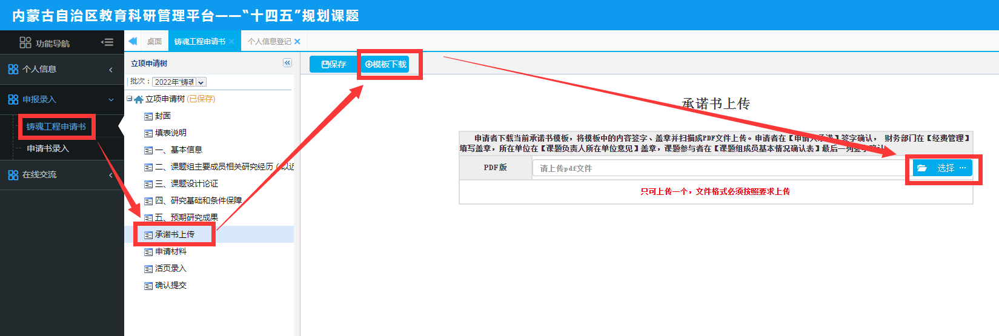 内蒙古自治区教育科研管理平台——“十四五”规划课题
功能导航
个人信息
申报录入
铸魂工程申请书
申请书录入
在线交流
桌面
铸魂工程申请书
个人信息登记
立项申请树
批次：
2022年“铸魂
立项申请树 (已保存)
封面
填表说明
一、基本信息
二、课题组主要成员相关研究经历（以近
三、课题设计论证
四、研究基础和条件保障
五、预期研究成果
承诺书上传
申请材料
活页录入
确认提交
保存
模板下载
承诺书上传
申请者下载当前承诺书模板，将模板中的内容签字、盖章并扫描成PDF文件上传。申请者在【申请人承诺】签字确认， 财务部门在【经费管理】
填写盖章，所在单位在【课题负责人所在单位意见】盖章，课题参与者在【课题组成员基本情况确认表】最后一列签字确认
PDF版
请上传pdf文件
选择 ···
只可上传一个，文件格式必须按照要求上传